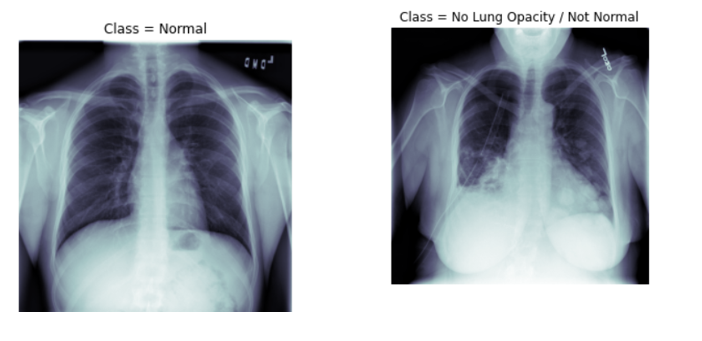 Class = Normal
Class = No Lung Opacity / Not Normal